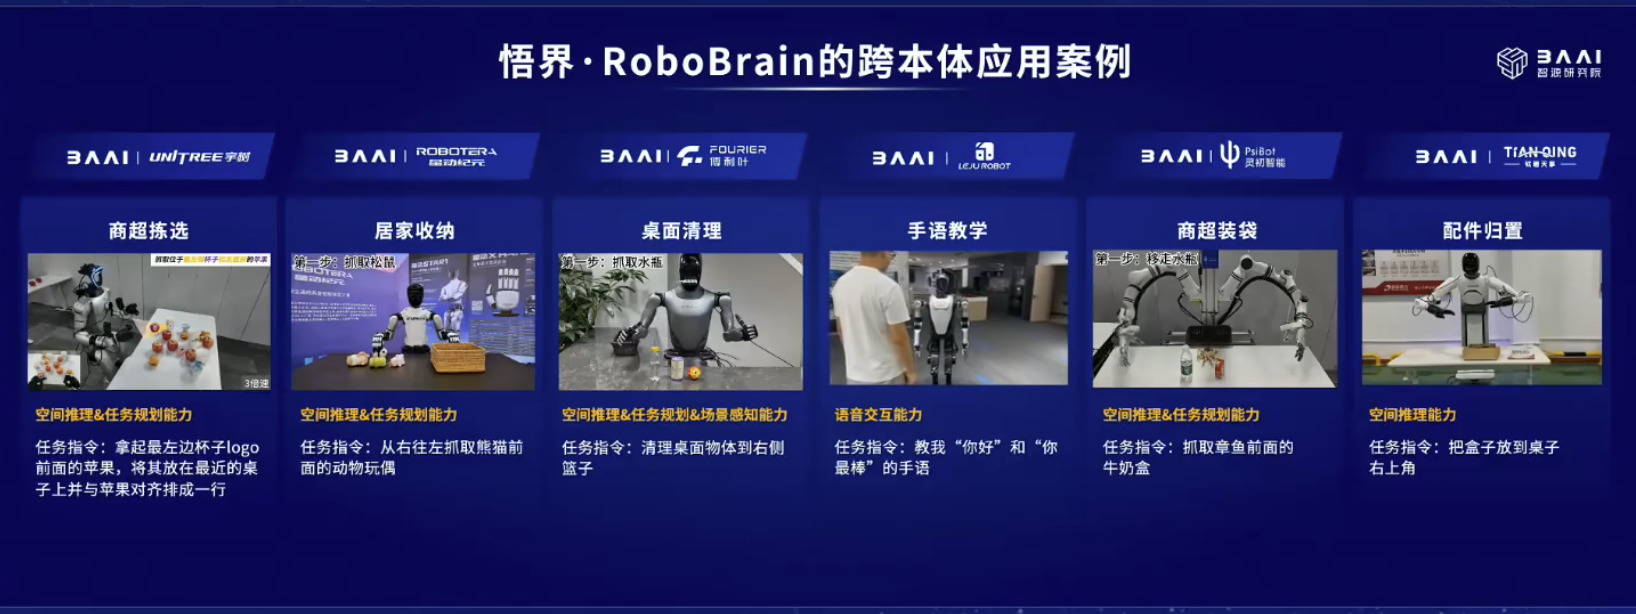 悟界·RoboBrain的跨本体应用案例
BAAI
智源研究院
BAAI | UNITREE宇树
BAAI | ROBOTERA
星动纪元
BAAI | FOURIER
傅利叶
BAAI | LEJU ROBOT
BAAI | PsiBot
灵初智能
BAAI | TIANQING
软通天擎
商超拣选
居家收纳
桌面清理
手语教学
商超装袋
配件归置
3倍速
第一步：抓取松鼠
第一步：抓取水瓶
第一步：移走水瓶
空间推理&任务规划能力
任务指令：拿起最左边杯子logo
前面的苹果，将其放在最近的桌
子上并与苹果对齐排成一行
空间推理&任务规划能力
任务指令：从右往左抓取熊猫前
面的动物玩偶
空间推理&任务规划&场景感知能力
任务指令：清理桌面物体到右侧
篮子
语音交互能力
任务指令：教我“你好”和“你
最棒”的手语
空间推理&任务规划能力
任务指令：抓取章鱼前面的
牛奶盒
空间推理能力
任务指令：把盒子放到桌子
右上角